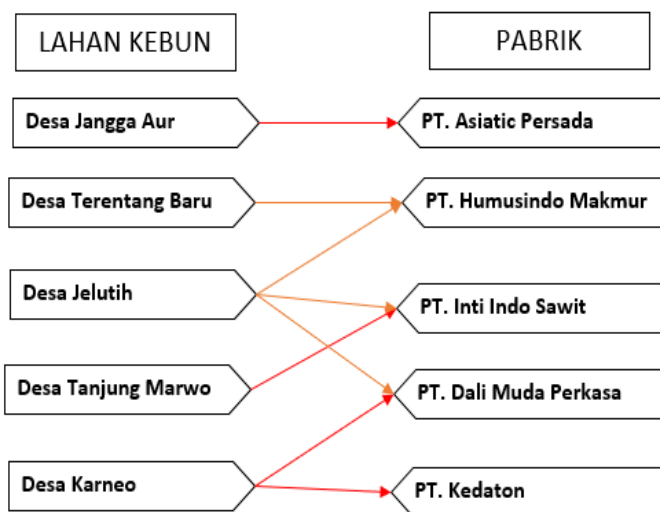 LAHAN KEBUN
PABRIK
Desa Jangga Aur
PT. Asiatic Persada
Desa Terentang Baru
PT. Humusindo Makmur
Desa Jelutih
PT. Inti Indo Sawit
Desa Tanjung Marwo
PT. Dali Muda Perkasa
Desa Karneo
PT. Kedaton